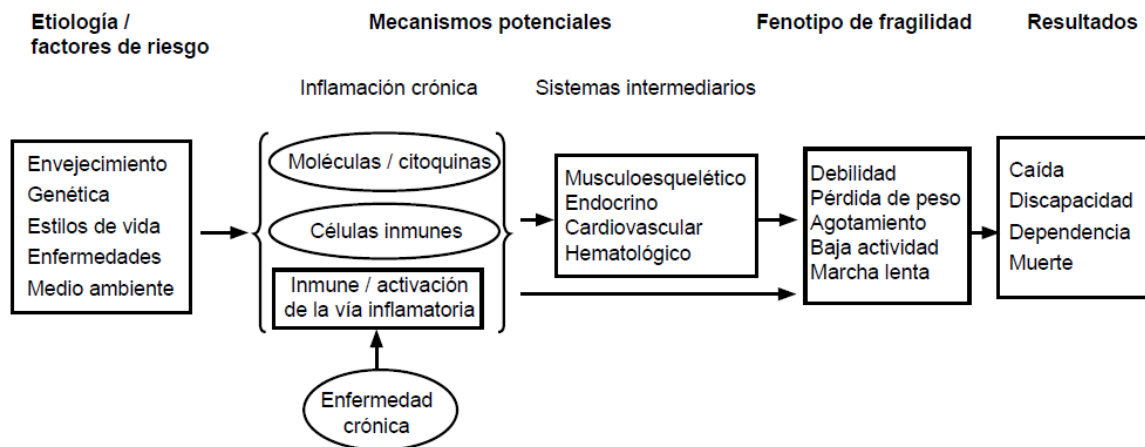 Etiología /
factores de riesgo
Mecanismos potenciales
Fenotipo de fragilidad
Resultados
Inflamación crónica
Sistemas intermediarios
Envejecimiento
Genética
Estilos de vida
Enfermedades
Medio ambiente
Moléculas / citoquinas
Células inmunes
Inmune / activación
de la vía inflamatoria
Enfermedad
crónica
Musculoesquelético
Endocrino
Cardiovascular
Hematológico
Debilidad
Pérdida de peso
Agotamiento
Baja actividad
Marcha lenta
Caída
Discapacidad
Dependencia
Muerte